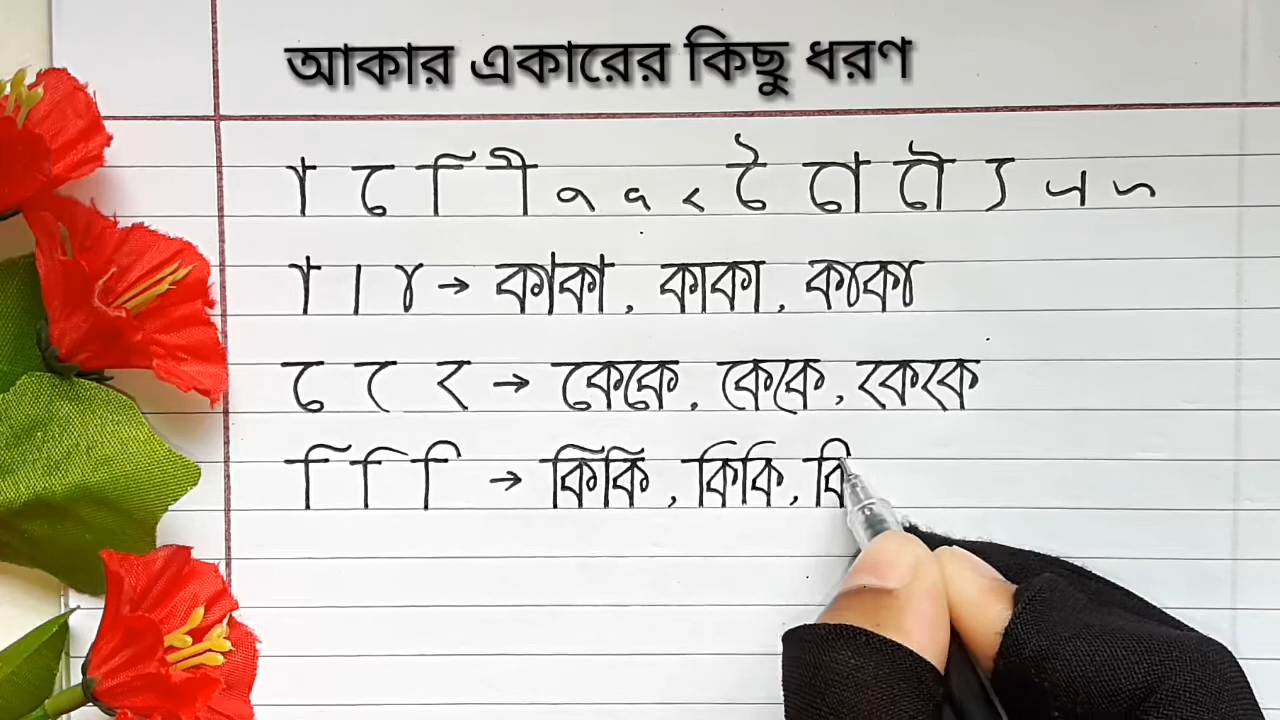 আকার একারের কিছু ধরণ
া ে ি ী ু ৃ ৈ ো ৌ
া া া → কাকা, কাকা, কাকা
ে ে ে → কেকে, কেকে, কেকে
ি ি ি → কিকি, কিকি, কি